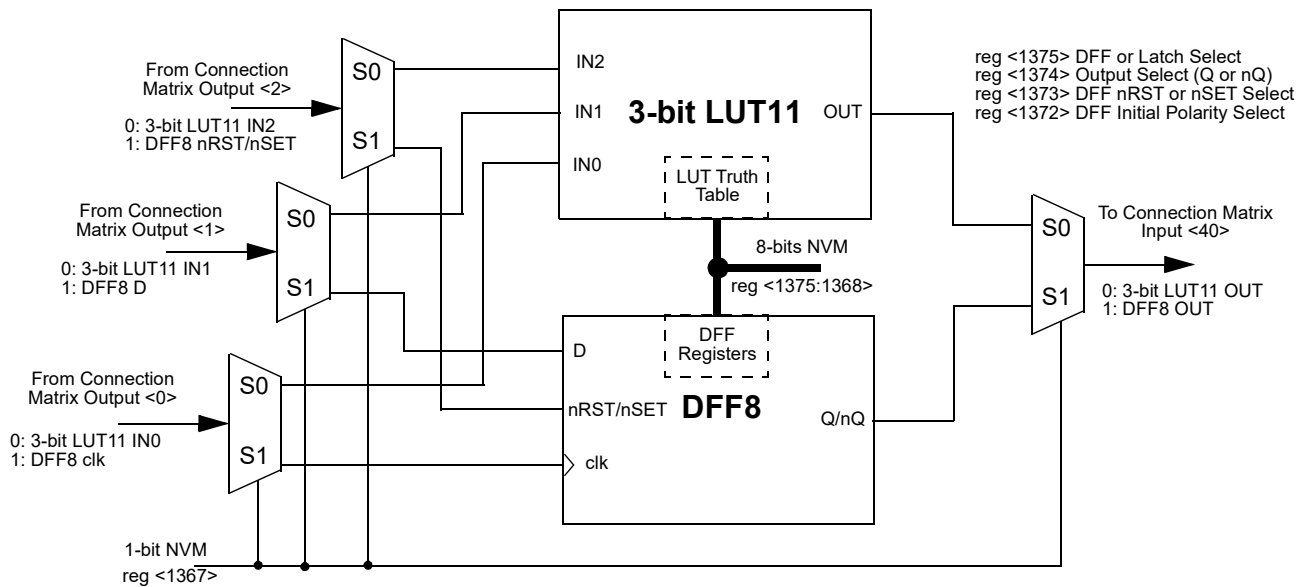 From Connection
Matrix Output <2>
0: 3-bit LUT11 IN2
1: DFF8 nRST/nSET
S0
S1
From Connection
Matrix Output <1>
0: 3-bit LUT11 IN1
1: DFF8 D
S0
S1
From Connection
Matrix Output <0>
0: 3-bit LUT11 IN0
1: DFF8 clk
S0
S1
1-bit NVM
reg <1367>
IN2
IN1
IN0
3-bit LUT11
OUT
LUT Truth
Table
8-bits NVM
reg <1375:1368>
DFF
Registers
D
nRST/nSET
clk
DFF8
Q/nQ
reg <1375> DFF or Latch Select
reg <1374> Output Select (Q or nQ)
reg <1373> DFF nRST or nSET Select
reg <1372> DFF Initial Polarity Select
S0
S1
To Connection Matrix
Input <40>
0: 3-bit LUT11 OUT
1: DFF8 OUT